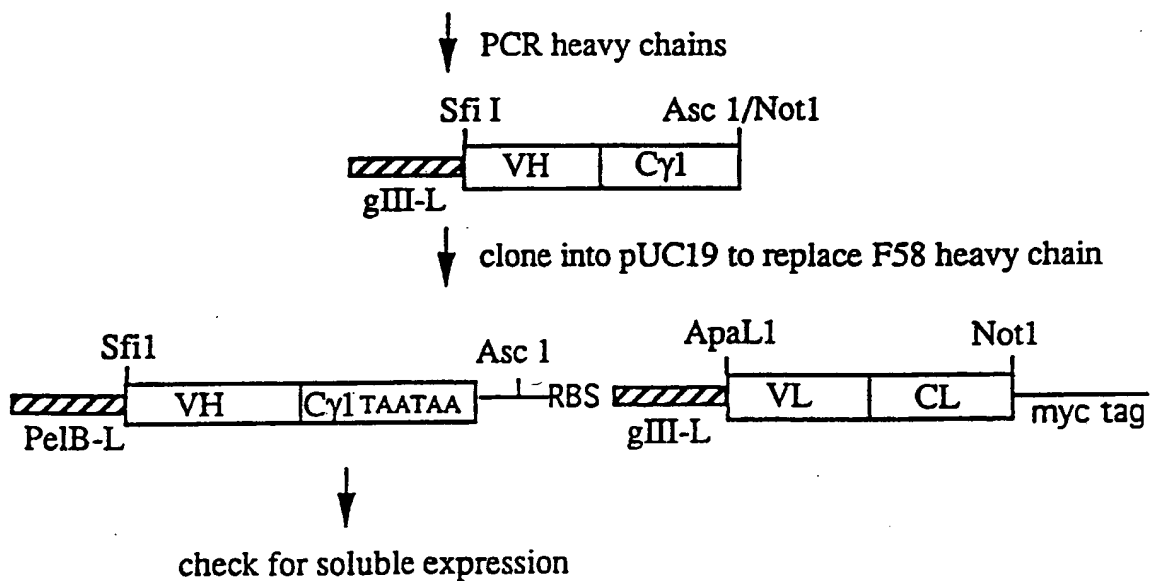 PCR heavy chains
Sfi I Asc 1/Not1
VH Cγ1
gIII-L
clone into pUC19 to replace F58 heavy chain
Sfi1 Asc 1 ApaL1 Not1
VH Cγ1 TAATAA RBS VL CL
PelB-L gIII-L myc tag
check for soluble expression